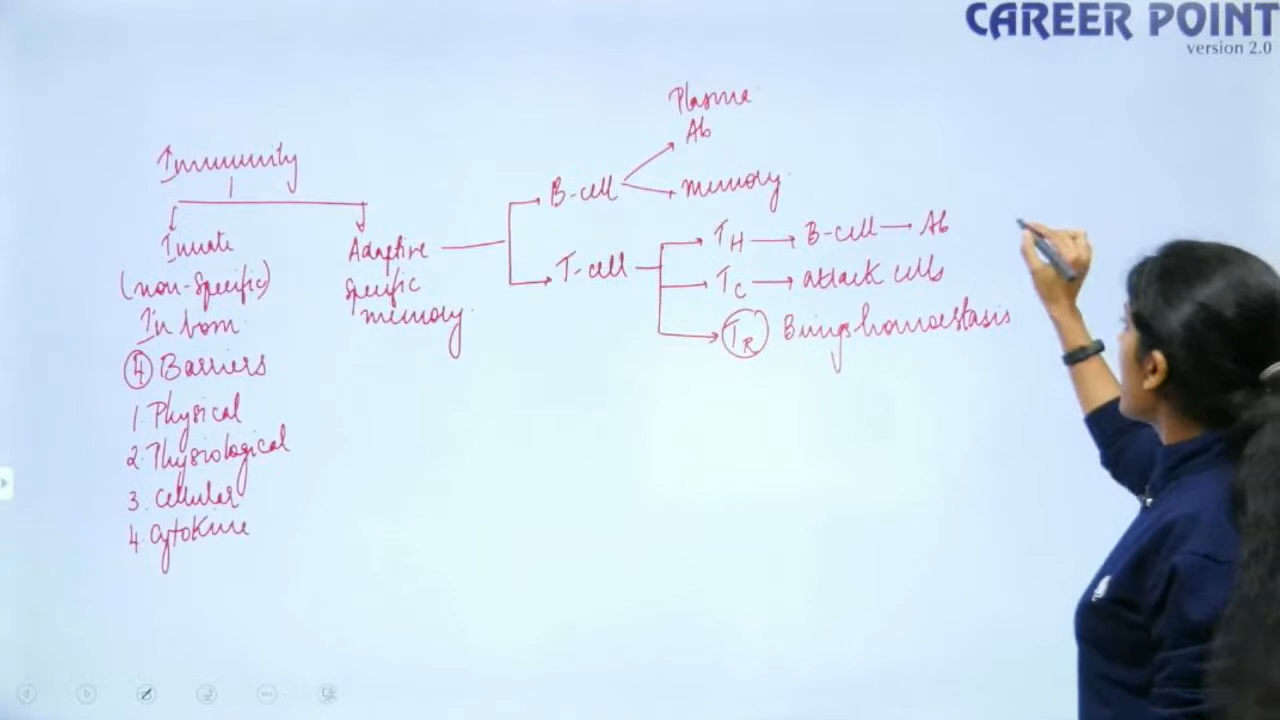 CAREER POINT
version 2.0
Immunity
Innate
(non-Specific)
In born
4 Barriers
1. Physical
2. Physiological
3. Cellular
4. Cytokine
Adaptive
Specific
memory
B-cell
Plasma
Ab
memory
T-cell
TH → B-cell — Ab
TC → attack cells
TR Brings homoestasis